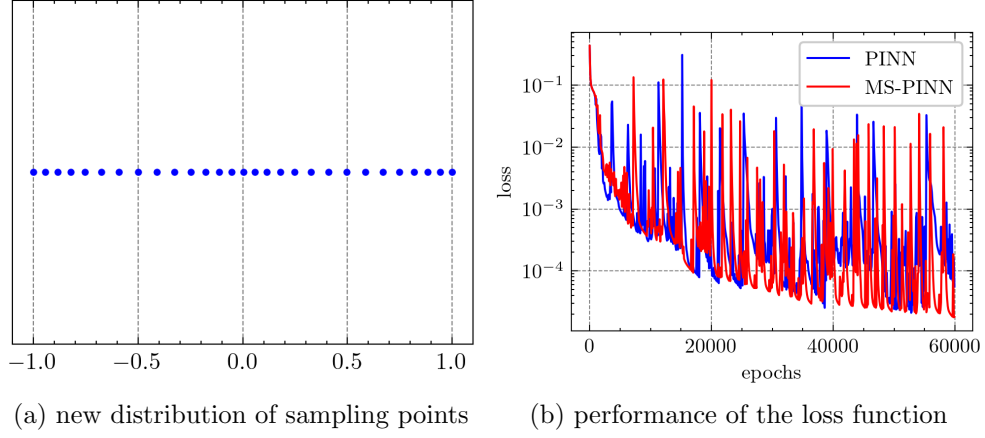 PINN
MS-PINN
10⁻¹
10⁻²
10⁻³
10⁻⁴
loss
−1.0 −0.5 0.0 0.5 1.0
0 20000 40000 60000
epochs
(a) new distribution of sampling points
(b) performance of the loss function